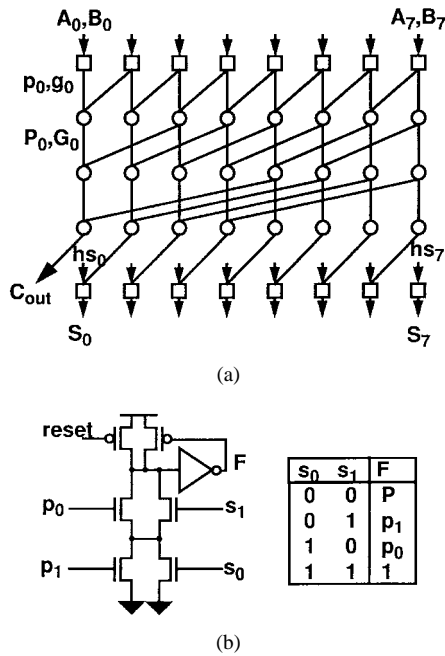 A0,B0 A7,B7
p0,g0
P0,G0
hs0 hs7
Cout
S0 S7
(a)
reset
F
p0 s1
p1 s0
s0 s1 F
0 0 P
0 1 p1
1 0 p0
1 1 1
(b)